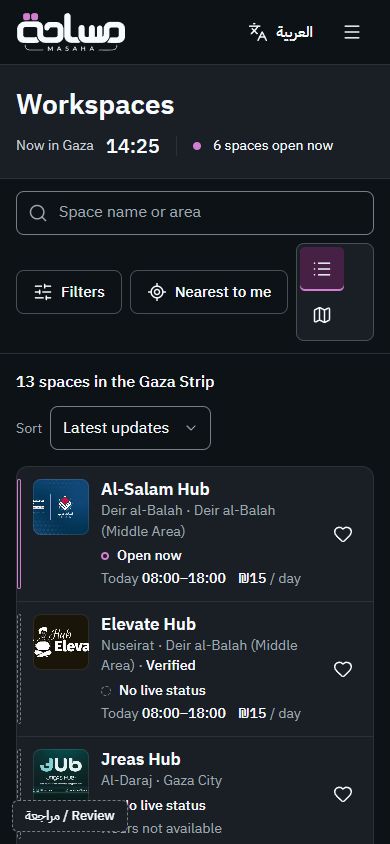 مساحة
MASAHA
العربية
Workspaces
Now in Gaza 14:25 6 spaces open now
Space name or area
Filters
Nearest to me
13 spaces in the Gaza Strip
Sort Latest updates
Al-Salam Hub
Deir al-Balah · Deir al-Balah
(Middle Area)
Open now
Today 08:00–18:00 ₪15 / day
Hub
Eleva
Elevate Hub
Nuseirat · Deir al-Balah (Middle
Area) · Verified
No live status
Today 08:00–18:00 ₪15 / day
JREAS HUB
Jreas Hub
Al-Daraj · Gaza City
No live status
not available
مراجعة / Review